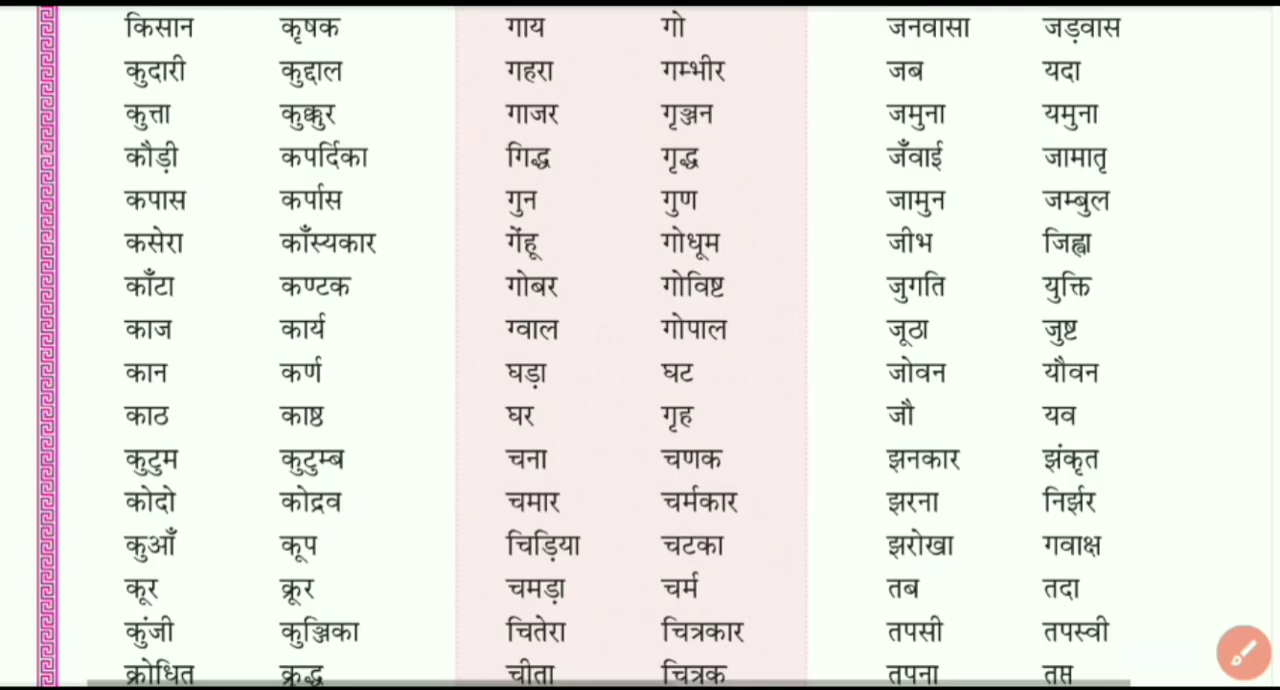 किसान कृषक गाय गो जनवासा जड़वास
कुदारी कुद्दाल गहरा गम्भीर जब यदा
कुत्ता कुक्कुर गाजर गृञ्जन जमुना यमुना
कौड़ी कपर्दिका गिद्ध गृद्ध जँवाई जामातृ
कपास कर्पास गुन गुण जामुन जम्बुल
कसेरा काँस्यकार गेंहू गोधूम जीभ जिह्वा
काँटा कण्टक गोबर गोविष्ट जुगति युक्ति
काज कार्य ग्वाल गोपाल जूठा जुष्ट
कान कर्ण घड़ा घट जोवन यौवन
काठ काष्ठ घर गृह जौ यव
कुटुम कुटुम्ब चना चणक झनकार झंकृत
कोदो कोद्रव चमार चर्मकार झरना निर्झर
कुआँ कूप चिड़िया चटका झरोखा गवाक्ष
कूर क्रूर चमड़ा चर्म तब तदा
कुंजी कुञ्जिका चितेरा चित्रकार तपसी तपस्वी
क्रोधित क्रुद्ध चीता चित्रक तपना तप्त